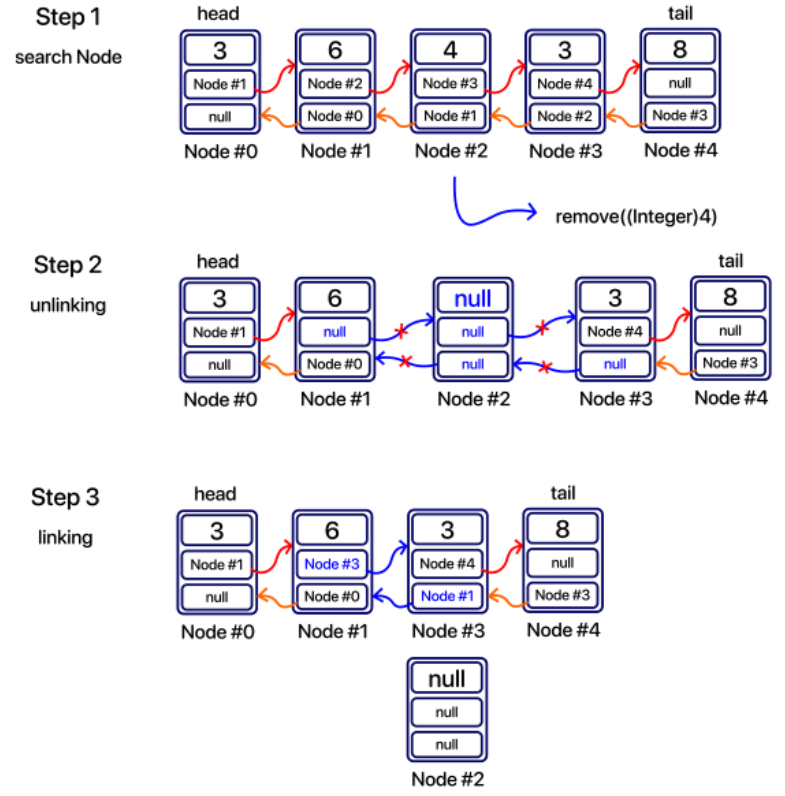 Step 1
search Node
head
tail
3
6
4
3
8
Node #1
Node #2
Node #3
Node #4
null
null
Node #0
Node #1
Node #2
Node #3
Node #0
Node #1
Node #2
Node #3
Node #4
remove((Integer)4)
Step 2
unlinking
head
tail
3
6
null
3
8
Node #1
null
null
Node #4
null
null
Node #0
null
null
Node #3
Node #0
Node #1
Node #2
Node #3
Node #4
Step 3
linking
head
tail
3
6
3
8
Node #1
Node #3
Node #4
null
null
Node #0
Node #1
Node #3
Node #0
Node #1
Node #3
Node #4
null
null
null
Node #2